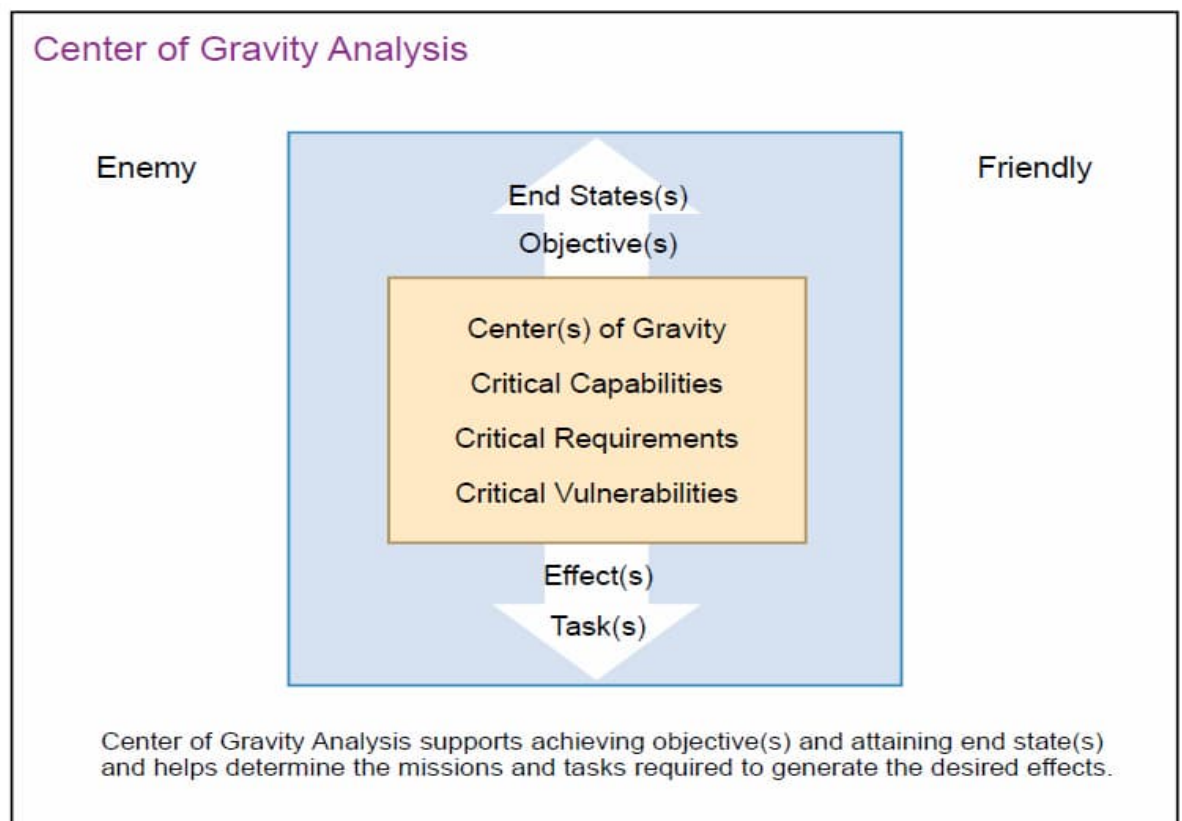 Center of Gravity Analysis
Enemy
Friendly
End States(s)
Objective(s)
Center(s) of Gravity
Critical Capabilities
Critical Requirements
Critical Vulnerabilities
Effect(s)
Task(s)
Center of Gravity Analysis supports achieving objective(s) and attaining end state(s)
and helps determine the missions and tasks required to generate the desired effects.